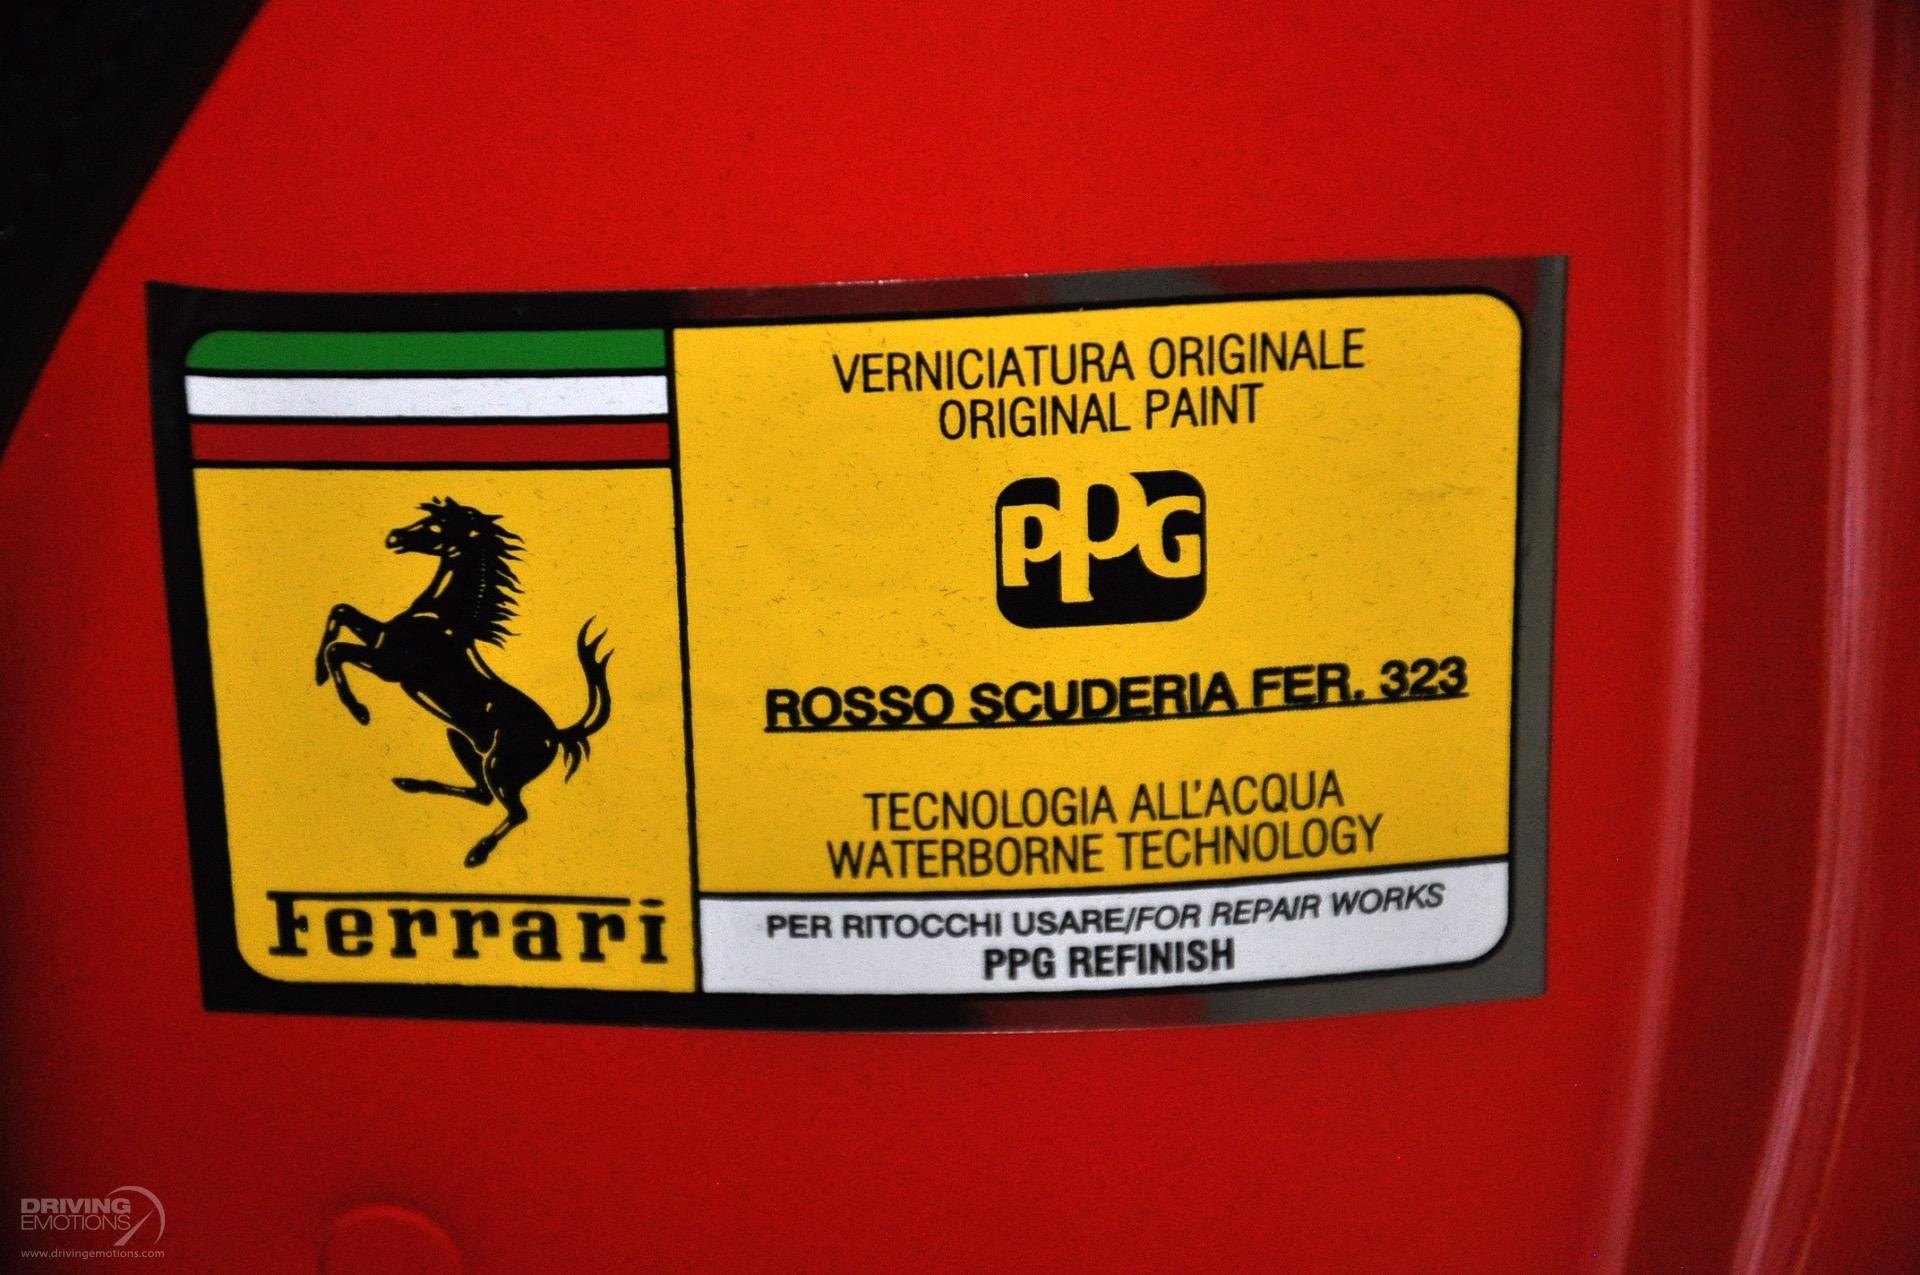 VERNICIATURA ORIGINALE
ORIGINAL PAINT
PPG
ROSSO SCUDERIA FER. 323
TECNOLOGIA ALL'ACQUA
WATERBORNE TECHNOLOGY
Ferrari
PER RITOCCHI USARE/FOR REPAIR WORKS
PPG REFINISH
DRIVING
EMOTIONS
www.drivingemotions.com